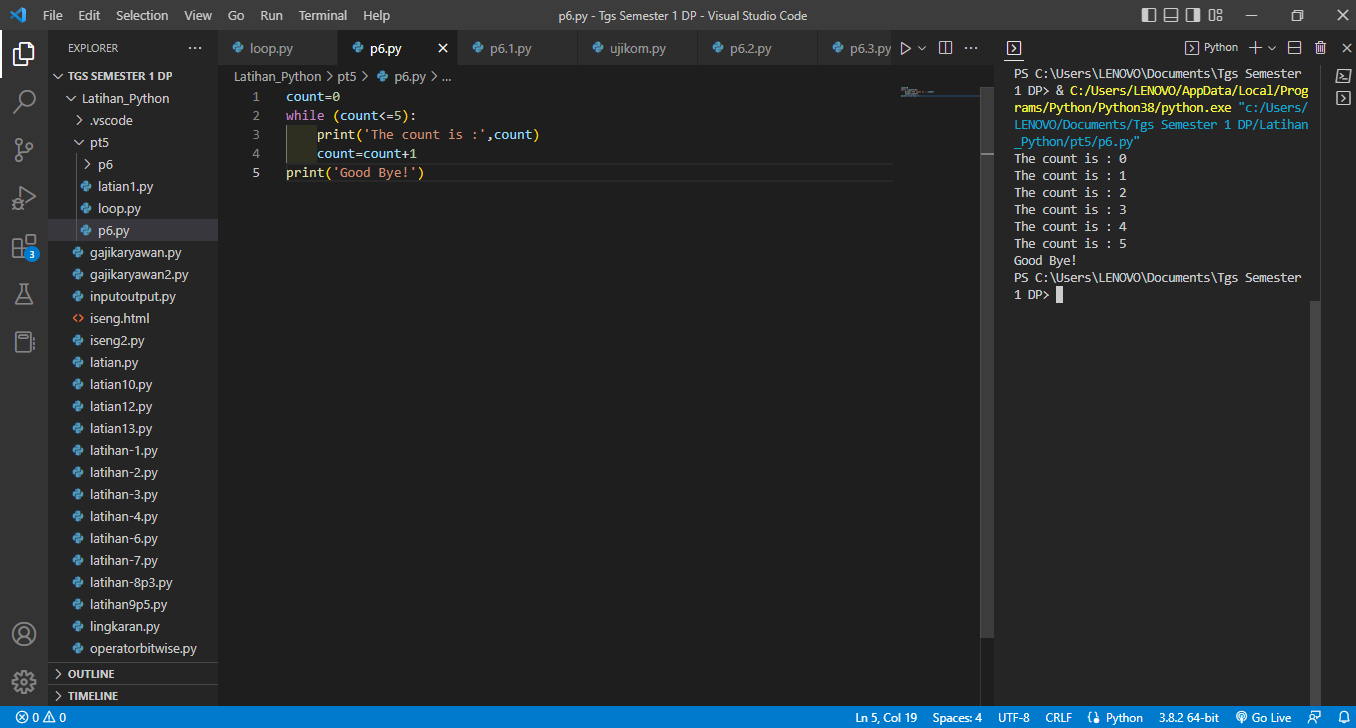 File Edit Selection View Go Run Terminal Help p6.py - Tgs Semester 1 DP - Visual Studio Code
EXPLORER
TGS SEMESTER 1 DP
Latihan_Python
.vscode
pt5
p6
latian1.py
loop.py
p6.py
gajikaryawan.py
gajikaryawan2.py
inputoutput.py
iseng.html
iseng2.py
latian.py
latian10.py
latian12.py
latian13.py
latihan-1.py
latihan-2.py
latihan-3.py
latihan-4.py
latihan-6.py
latihan-7.py
latihan-8p3.py
latihan9p5.py
lingkaran.py
operatorbitwise.py
OUTLINE
TIMELINE
3
loop.py p6.py p6.1.py ujikom.py p6.2.py p6.3.py
Latihan_Python > pt5 > p6.py > ...
1 count=0
2 while (count<=5):
3 print('The count is :',count)
4 count=count+1
5 print('Good Bye!')
Python
PS C:\Users\LENOVO\Documents\Tgs Semester
1 DP> & C:/Users/LENOVO/AppData/Local/Prog
rams/Python/Python38/python.exe "c:/Users/
LENOVO/Documents/Tgs Semester 1 DP/Latihan
_Python/pt5/p6.py"
The count is : 0
The count is : 1
The count is : 2
The count is : 3
The count is : 4
The count is : 5
Good Bye!
PS C:\Users\LENOVO\Documents\Tgs Semester
1 DP>
0 0 Ln 5, Col 19 Spaces: 4 UTF-8 CRLF Python 3.8.2 64-bit Go Live